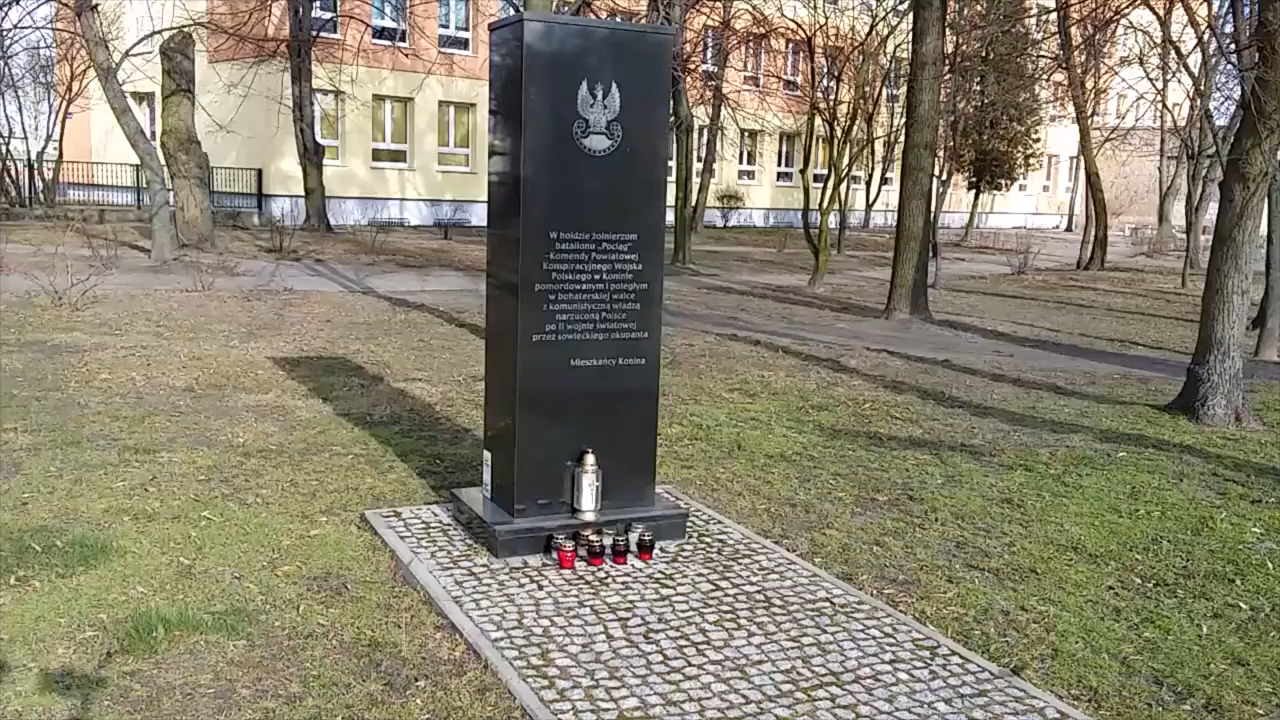 W hołdzie żołnierzom
batalionu „Pociąg”
-Komendy Powiatowej
Konspiracyjnego Wojska
Polskiego w Koninie
pomordowanym i poległym
w bohaterskiej walce
z komunistyczną władzą
narzuconą Polsce
po II wojnie światowej
przez sowieckiego okupanta
Mieszkańcy Konina